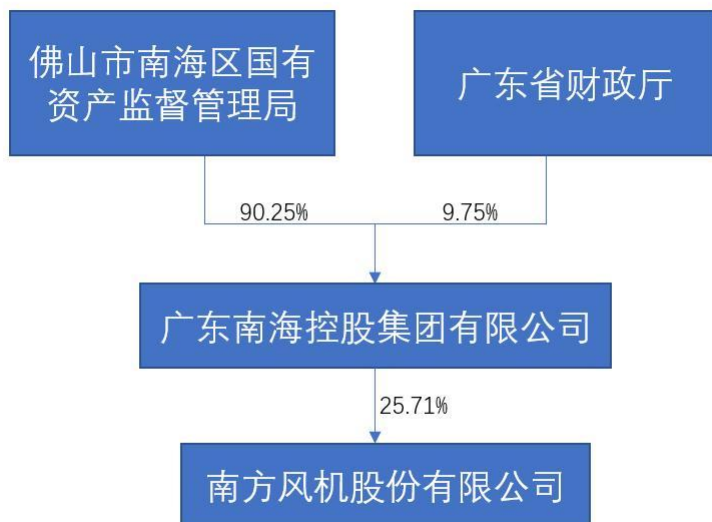 佛山市南海区国有
资产监督管理局
广东省财政厅
90.25%
9.75%
广东南海控股集团有限公司
25.71%
南方风机股份有限公司